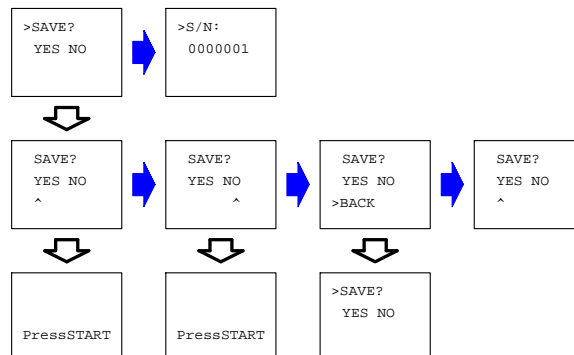 >SAVE?
YES NO
>S/N:
0000001
SAVE?
YES NO
^
SAVE?
YES NO
^
SAVE?
YES NO
>BACK
SAVE?
YES NO
^
PressSTART
PressSTART
>SAVE?
YES NO